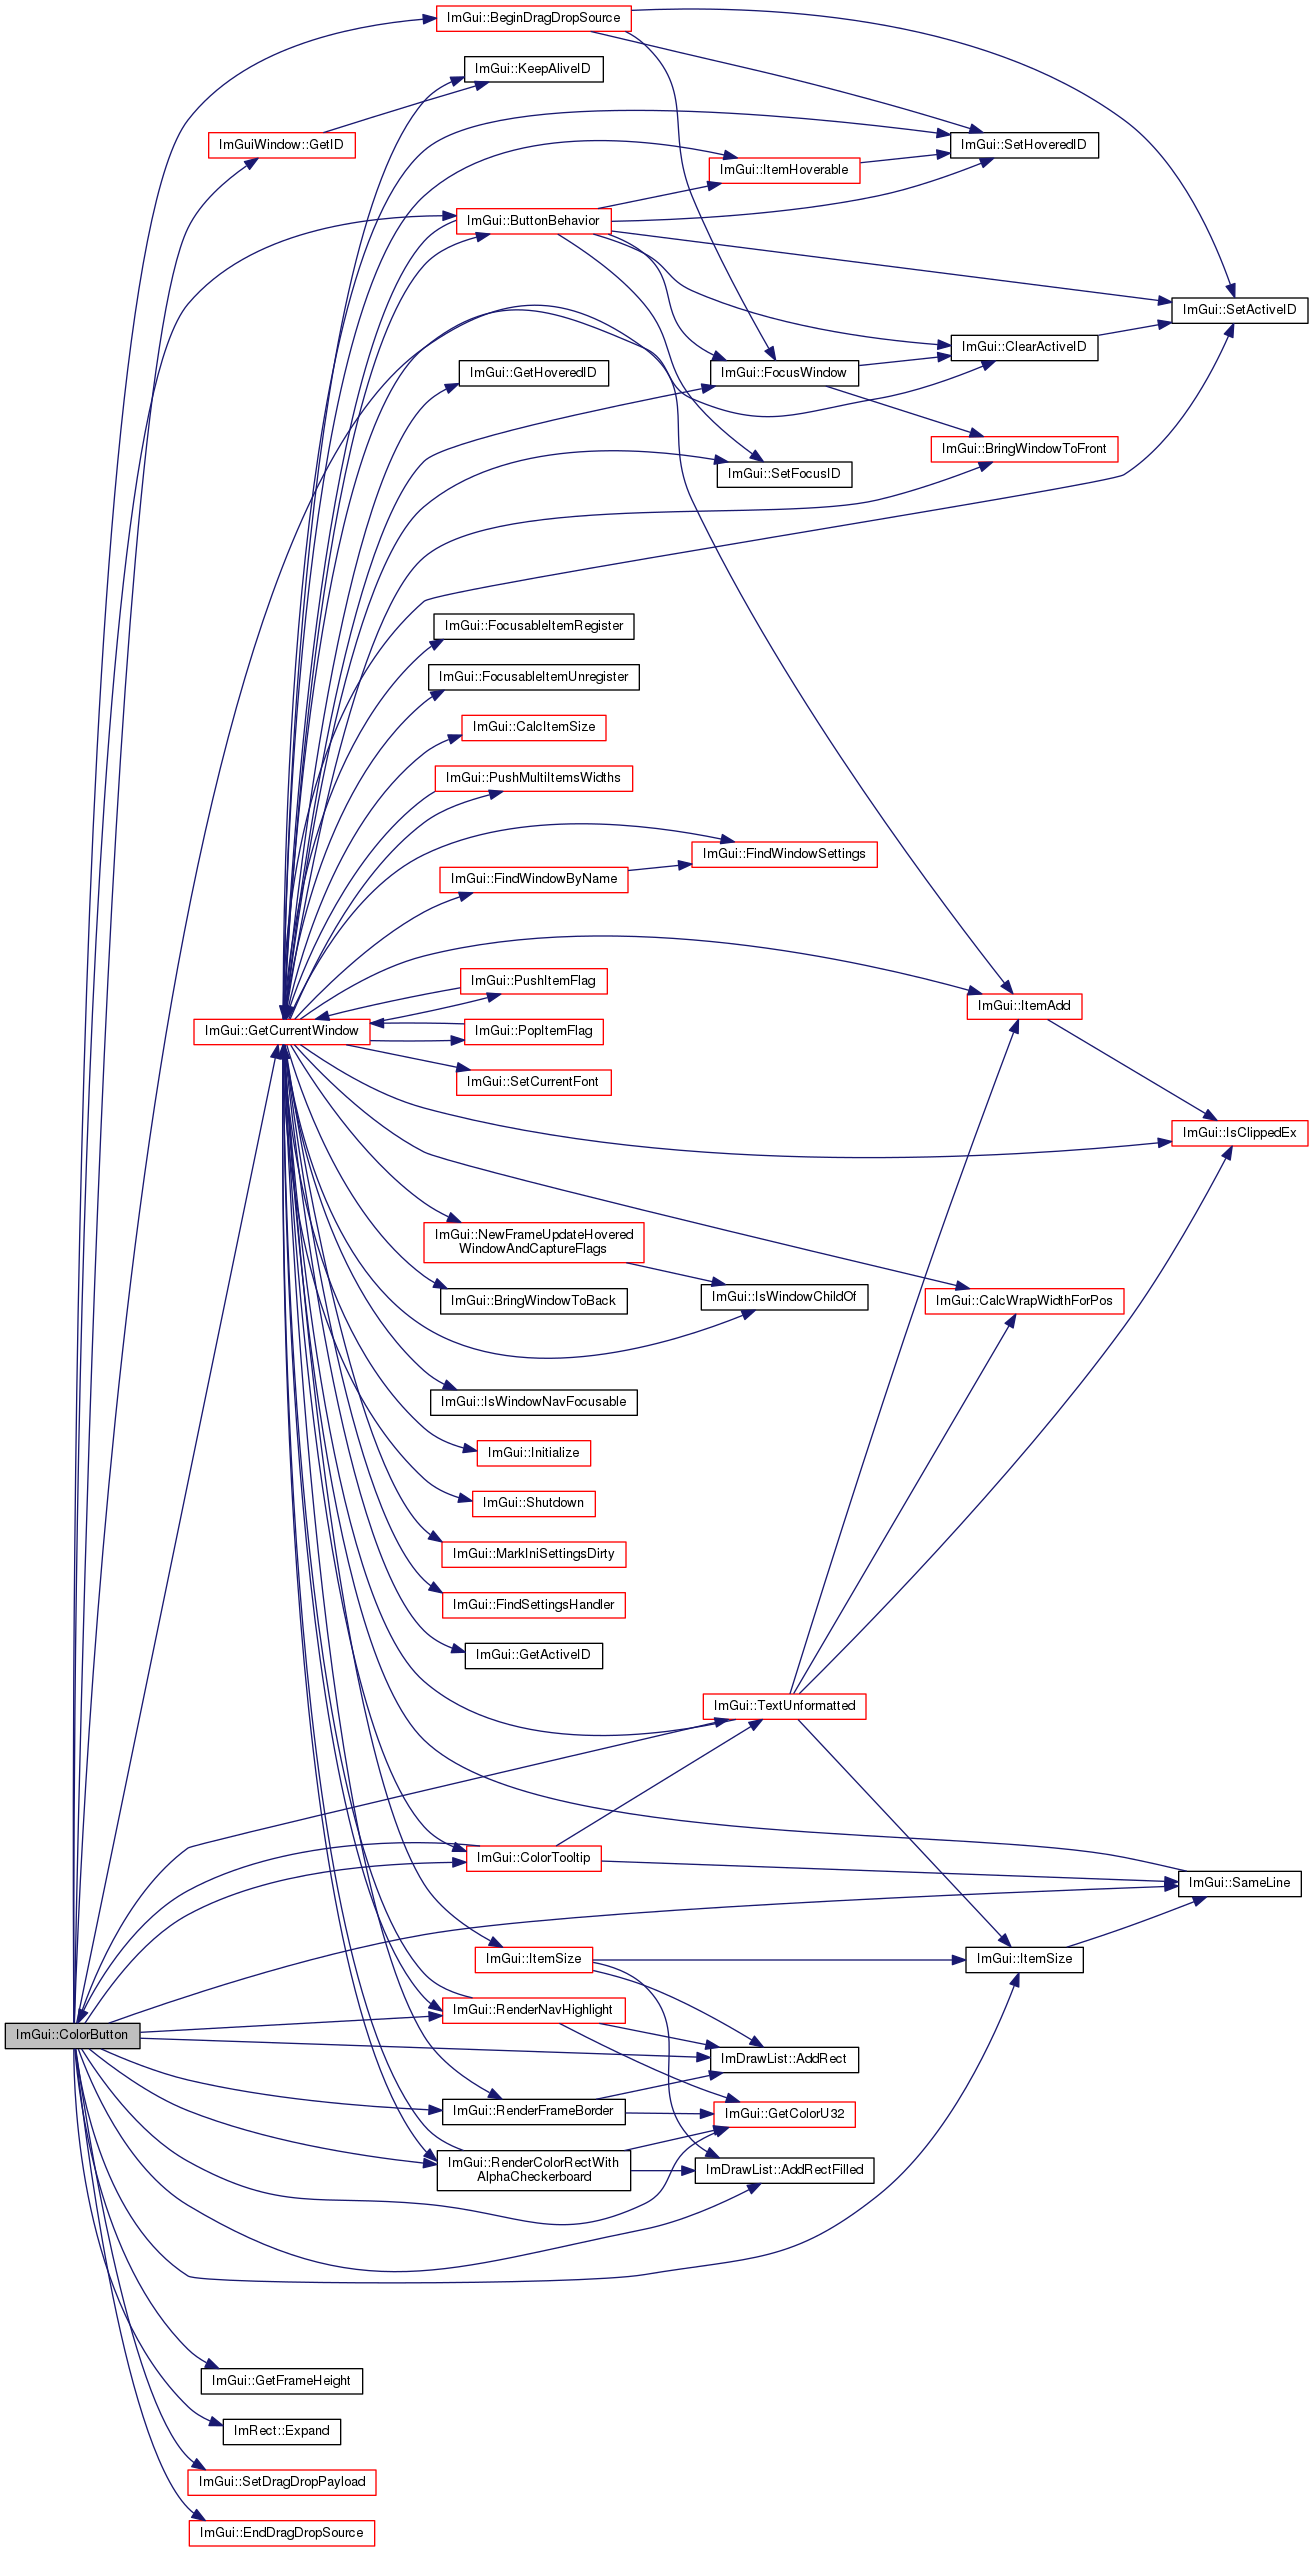 ImGui::BeginDragDropSource
ImGui::KeepAliveID
ImGuiWindow::GetID
ImGui::SetHoveredID
ImGui::ItemHoverable
ImGui::ButtonBehavior
ImGui::SetActiveID
ImGui::ClearActiveID
ImGui::GetHoveredID
ImGui::FocusWindow
ImGui::BringWindowToFront
ImGui::SetFocusID
ImGui::FocusableItemRegister
ImGui::FocusableItemUnregister
ImGui::CalcItemSize
ImGui::PushMultiItemsWidths
ImGui::FindWindowSettings
ImGui::FindWindowByName
ImGui::PushItemFlag
ImGui::ItemAdd
ImGui::GetCurrentWindow
ImGui::PopItemFlag
ImGui::SetCurrentFont
ImGui::IsClippedEx
ImGui::NewFrameUpdateHovered
WindowAndCaptureFlags
ImGui::IsWindowChildOf
ImGui::BringWindowToBack
ImGui::CalcWrapWidthForPos
ImGui::IsWindowNavFocusable
ImGui::Initialize
ImGui::Shutdown
ImGui::MarkIniSettingsDirty
ImGui::FindSettingsHandler
ImGui::GetActiveID
ImGui::TextUnformatted
ImGui::ColorTooltip
ImGui::SameLine
ImGui::ItemSize
ImGui::ItemSize
ImGui::RenderNavHighlight
ImGui::ColorButton
ImDrawList::AddRect
ImGui::RenderFrameBorder
ImGui::GetColorU32
ImGui::RenderColorRectWith
AlphaCheckerboard
ImDrawList::AddRectFilled
ImGui::GetFrameHeight
ImRect::Expand
ImGui::SetDragDropPayload
ImGui::EndDragDropSource